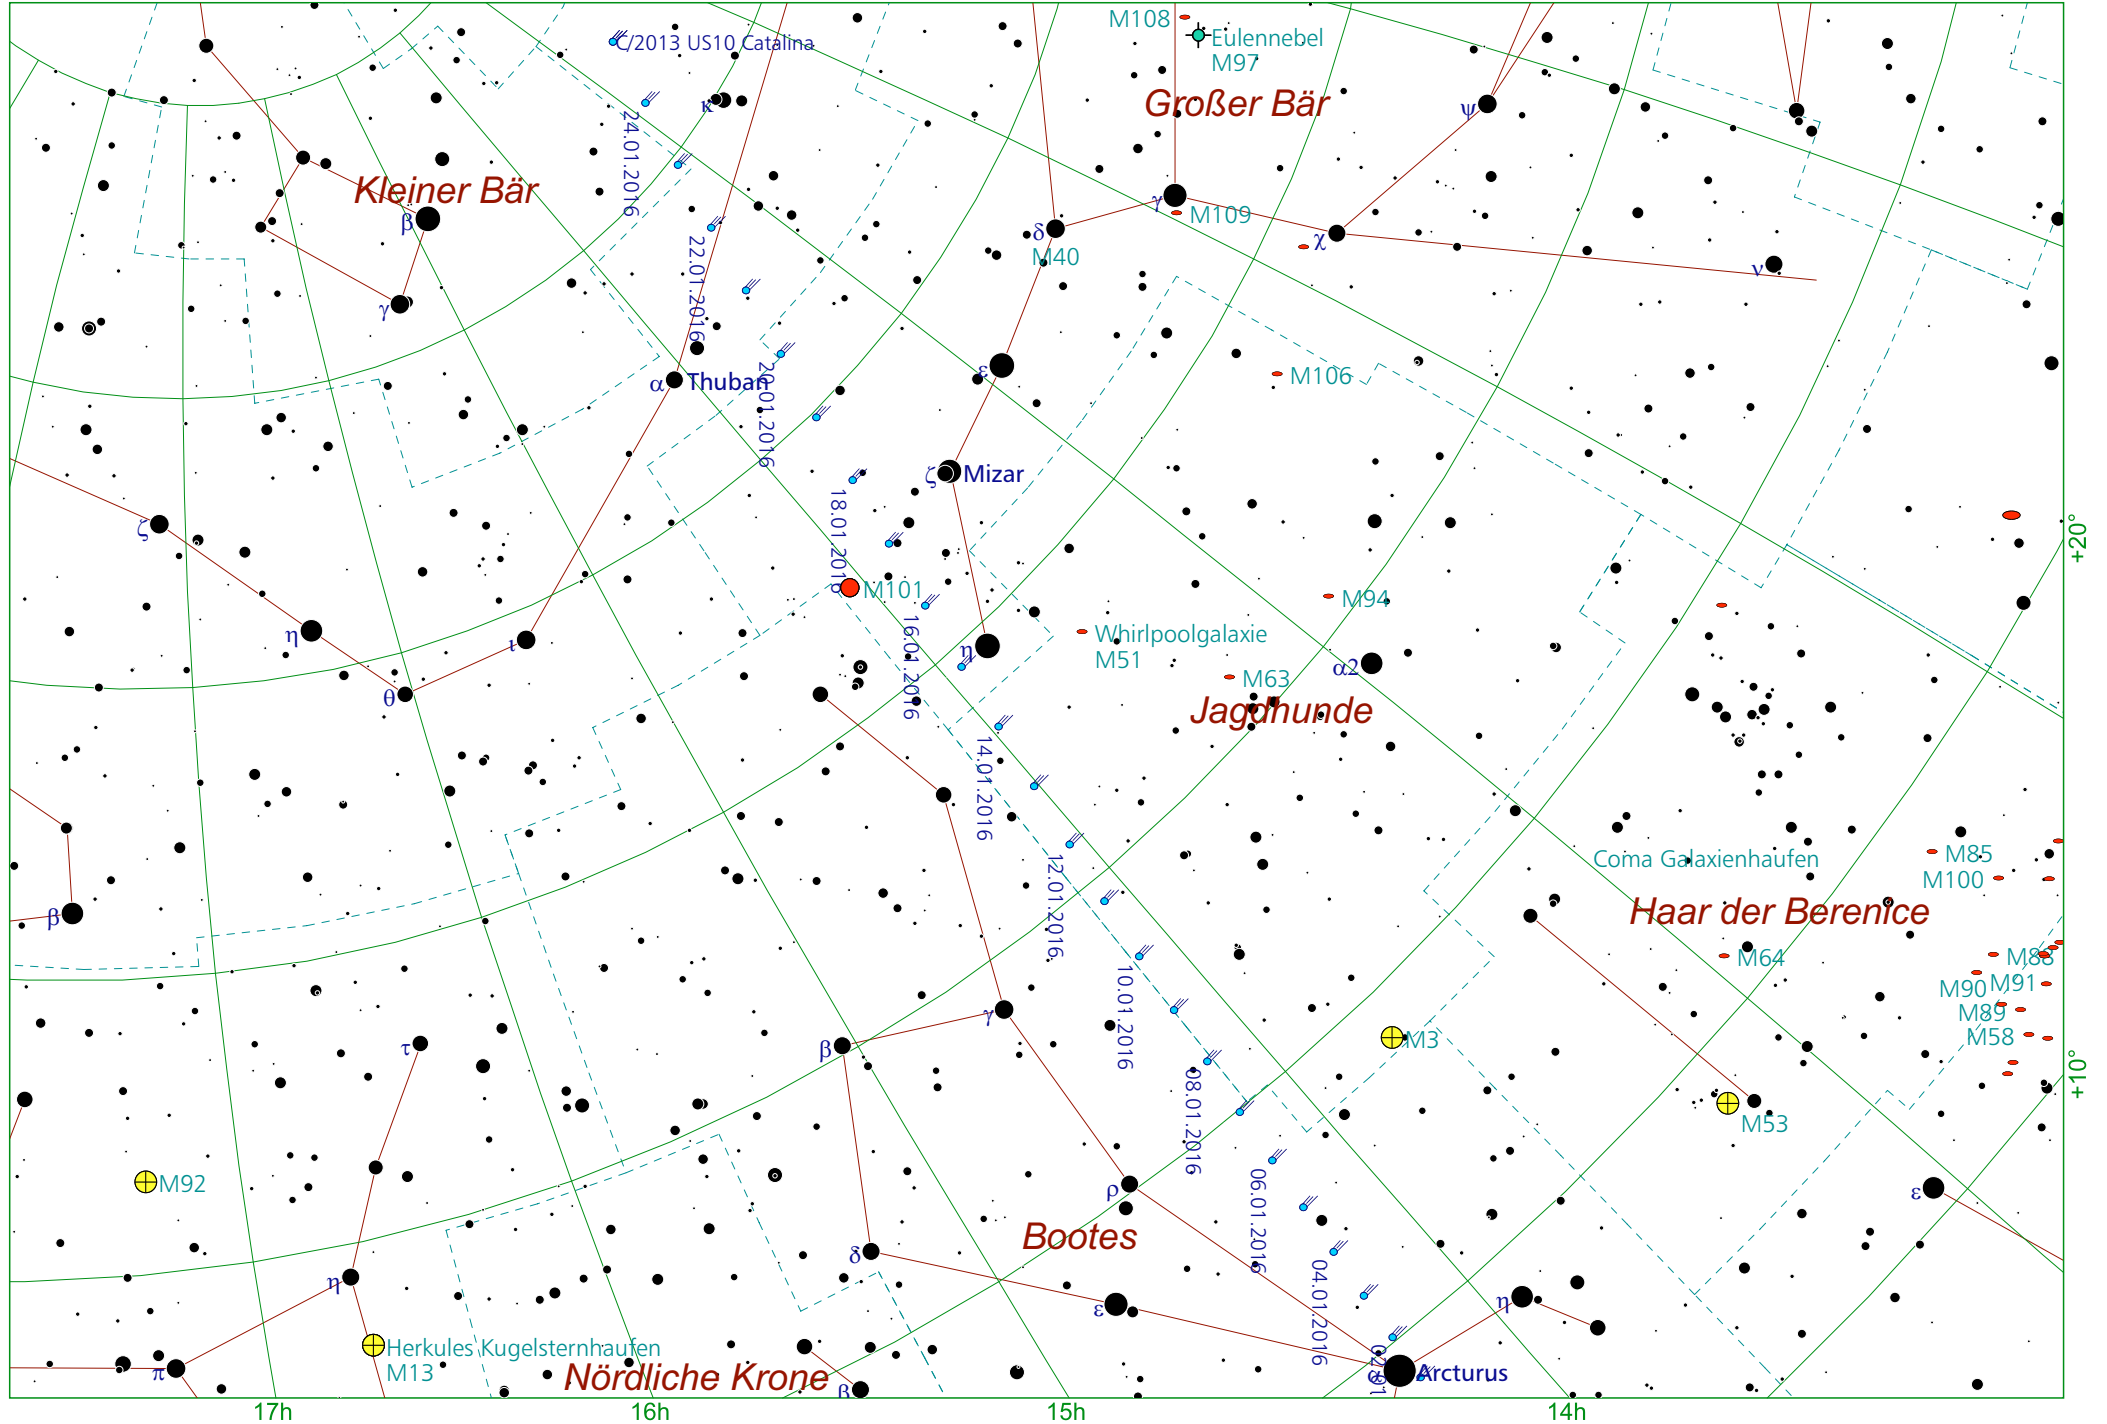 M108
Eulennebel
M97
C/2013 US10 Catalina
κ
Großer Bär
ψ
24.01.2016
Kleiner Bär
β
γ
M109
δ
M40
χ
ν
22.01.2016
γ
ε
α
Thuban
20.01.2016
M106
ζ
Mizar
18.01.2016
ζ
+20°
M101
M94
η
16.01.2016
Whirlpoolgalaxie
M51
ι
η
α2
M63
θ
Jagdhunde
14.01.2016
12.01.2016
Coma Galaxienhaufen
M85
M100
β
Haar der Berenice
M64
M88
10.01.2016
M91
M90
M89
γ
M58
τ
β
M3
08.01.2016
+10°
M53
M92
ρ
ε
06.01.2016
Bootes
δ
04.01.2016
η
ε
η
Herkules Kugelsternhaufen
M13
π
Nördliche Krone
β
02.01
α
Arcturus
17h
16h
15h
14h